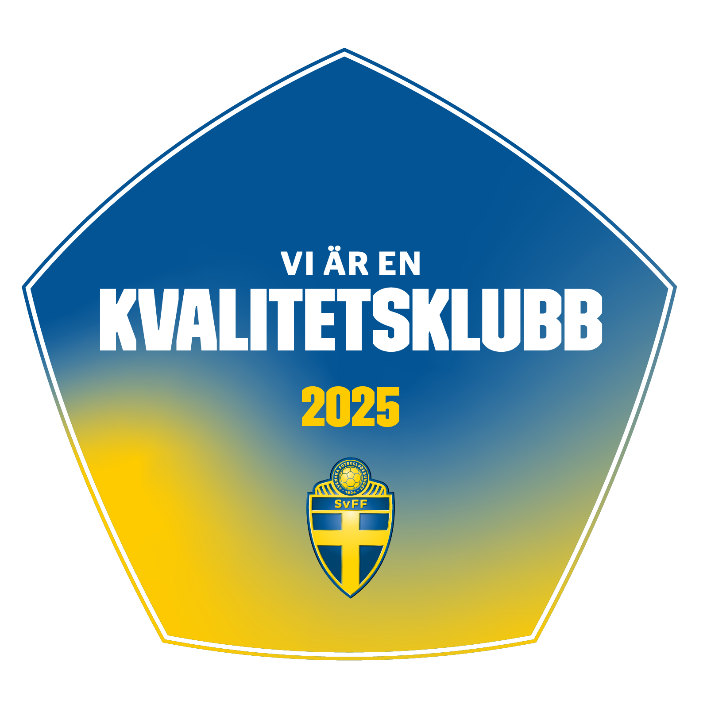 VI ÄR EN
KVALITETSKLUBB
2025
SvFF